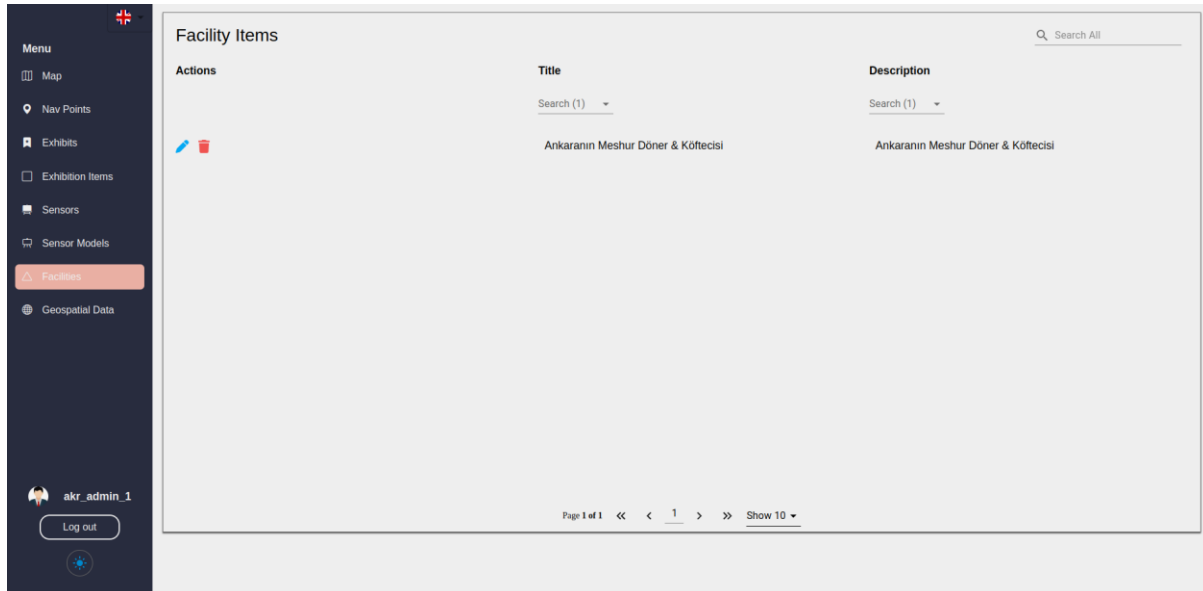 Menu
Map
Nav Points
Exhibits
Exhibition Items
Sensors
Sensor Models
Facilities
Geospatial Data
akr_admin_1
Log out
Facility Items
Search All
Actions Title Description
Search (1) Search (1)
Ankaranın Meshur Döner & Köftecisi Ankaranın Meshur Döner & Köftecisi
Page 1 of 1 << < 1 > >> Show 10